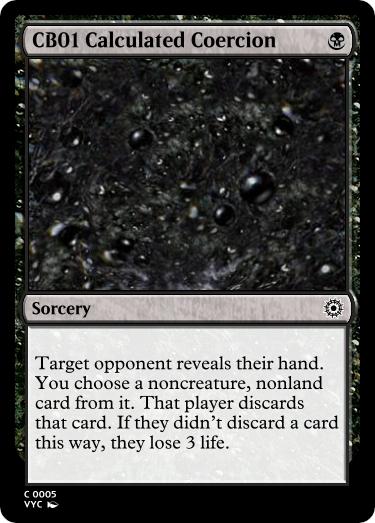 CB01 Calculated Coercion
Sorcery
Target opponent reveals their hand.
You choose a noncreature, nonland
card from it. That player discards
that card. If they didn't discard a card
this way, they lose 3 life.
C 0005
VYC